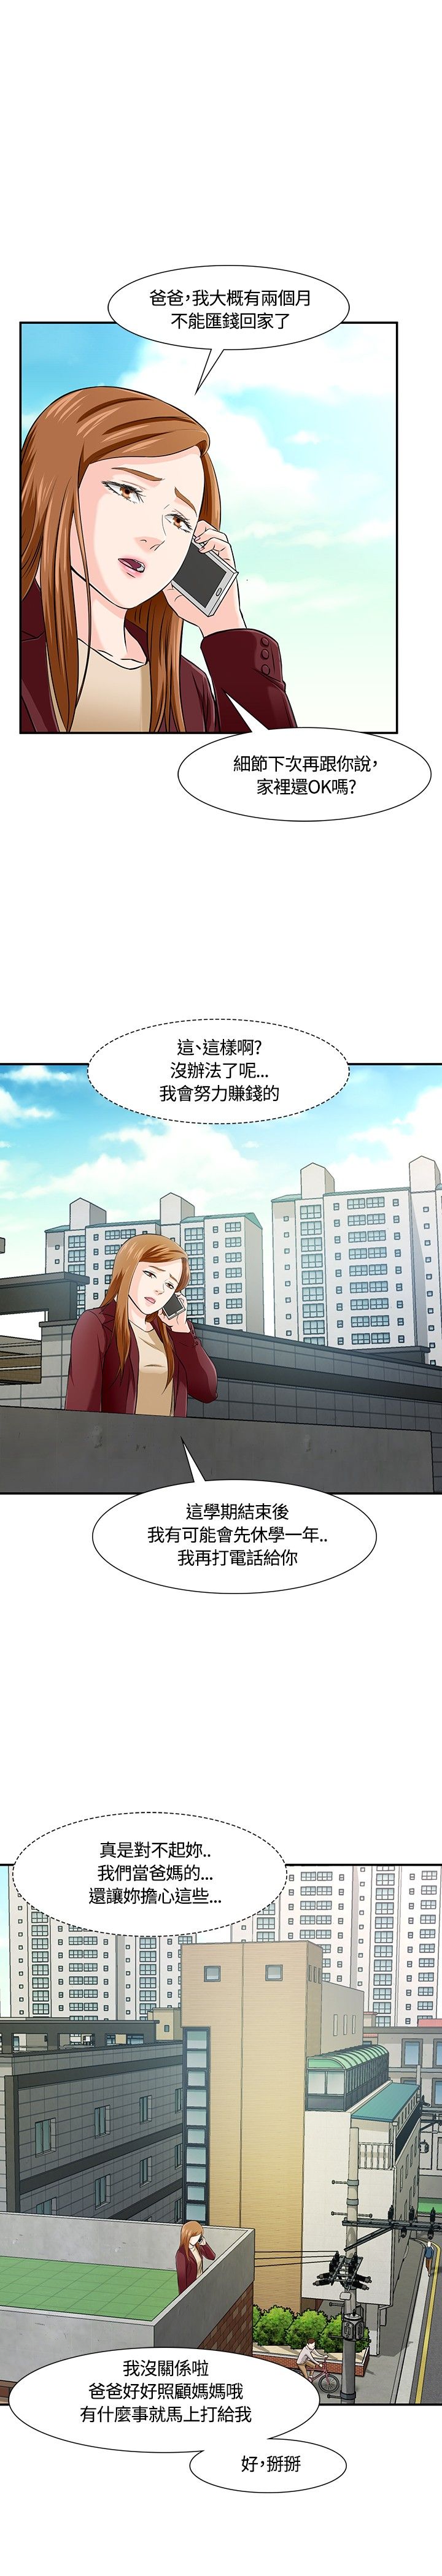 爸爸，我大概有兩個月
不能匯錢回家了
細節下次再跟你說，
家裡還OK嗎?
這、這樣啊?
沒辦法了呢...
我會努力賺錢的
這學期結束後
我有可能會先休學一年..
我再打電話給你
真是對不起妳..
我們當爸媽的...
還讓妳擔心這些...
我沒關係啦
爸爸好好照顧媽媽哦
有什麼事就馬上打給我
好，掰掰